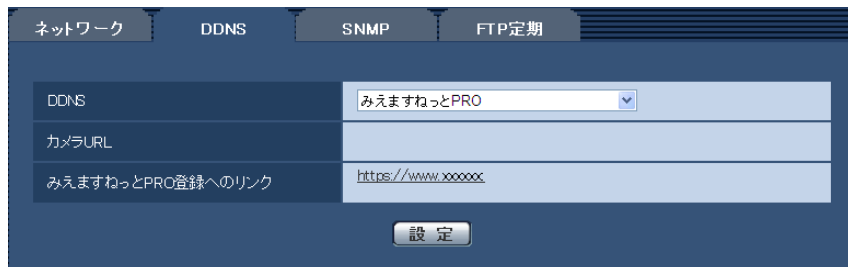 ネットワーク DDNS SNMP FTP定期
DDNS みえますねっとPRO
カメラURL
みえますねっとPRO登録へのリンク https://www.xxxxxx.
設 定